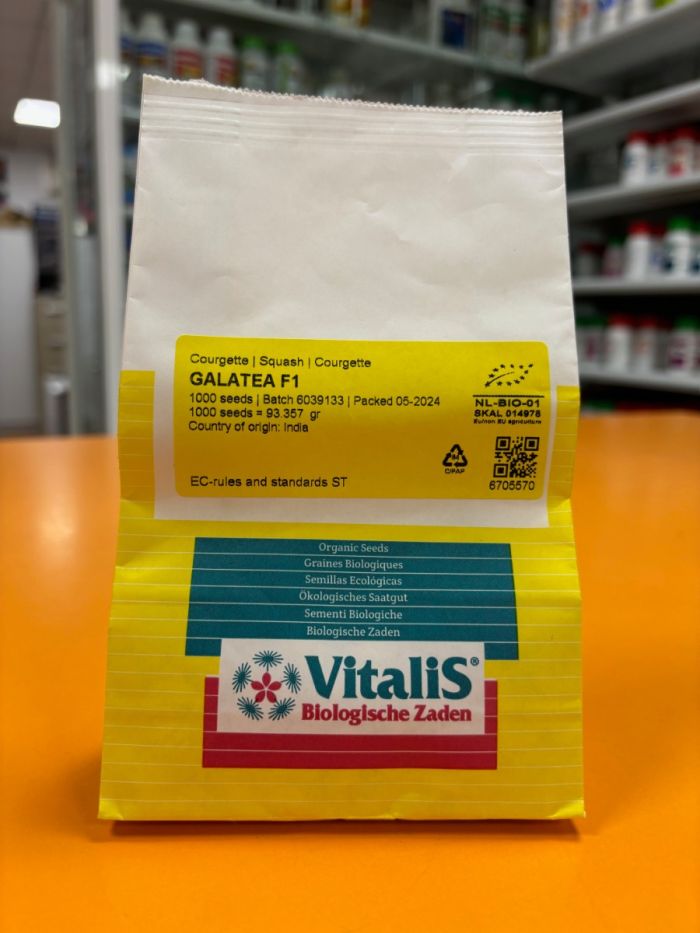 Courgette | Squash | Courgette
GALATEA F1
1000 seeds | Batch 6039133 | Packed 05-2024
1000 seeds = 93.357 gr
Country of origin: India
EC-rules and standards ST
NL-BIO-01
SKAL 014978
Eu/non EU agriculture
C/PAP
6705570
Organic Seeds
Graines Biologiques
Semillas Ecológicas
Ökologisches Saatgut
Sementi Biologiche
Biologische Zaden
VitaliS®
Biologische Zaden